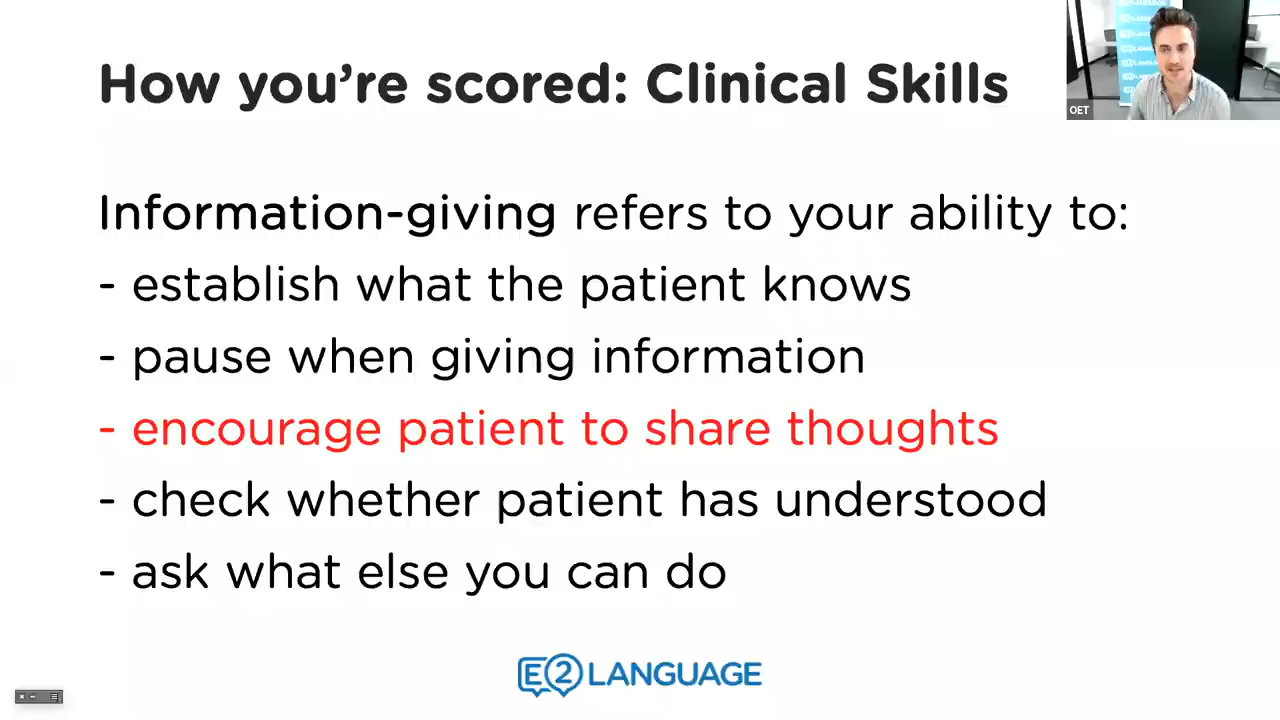 How you're scored: Clinical Skills
OET
Information-giving refers to your ability to:
- establish what the patient knows
- pause when giving information
- encourage patient to share thoughts
- check whether patient has understood
- ask what else you can do
E2 LANGUAGE